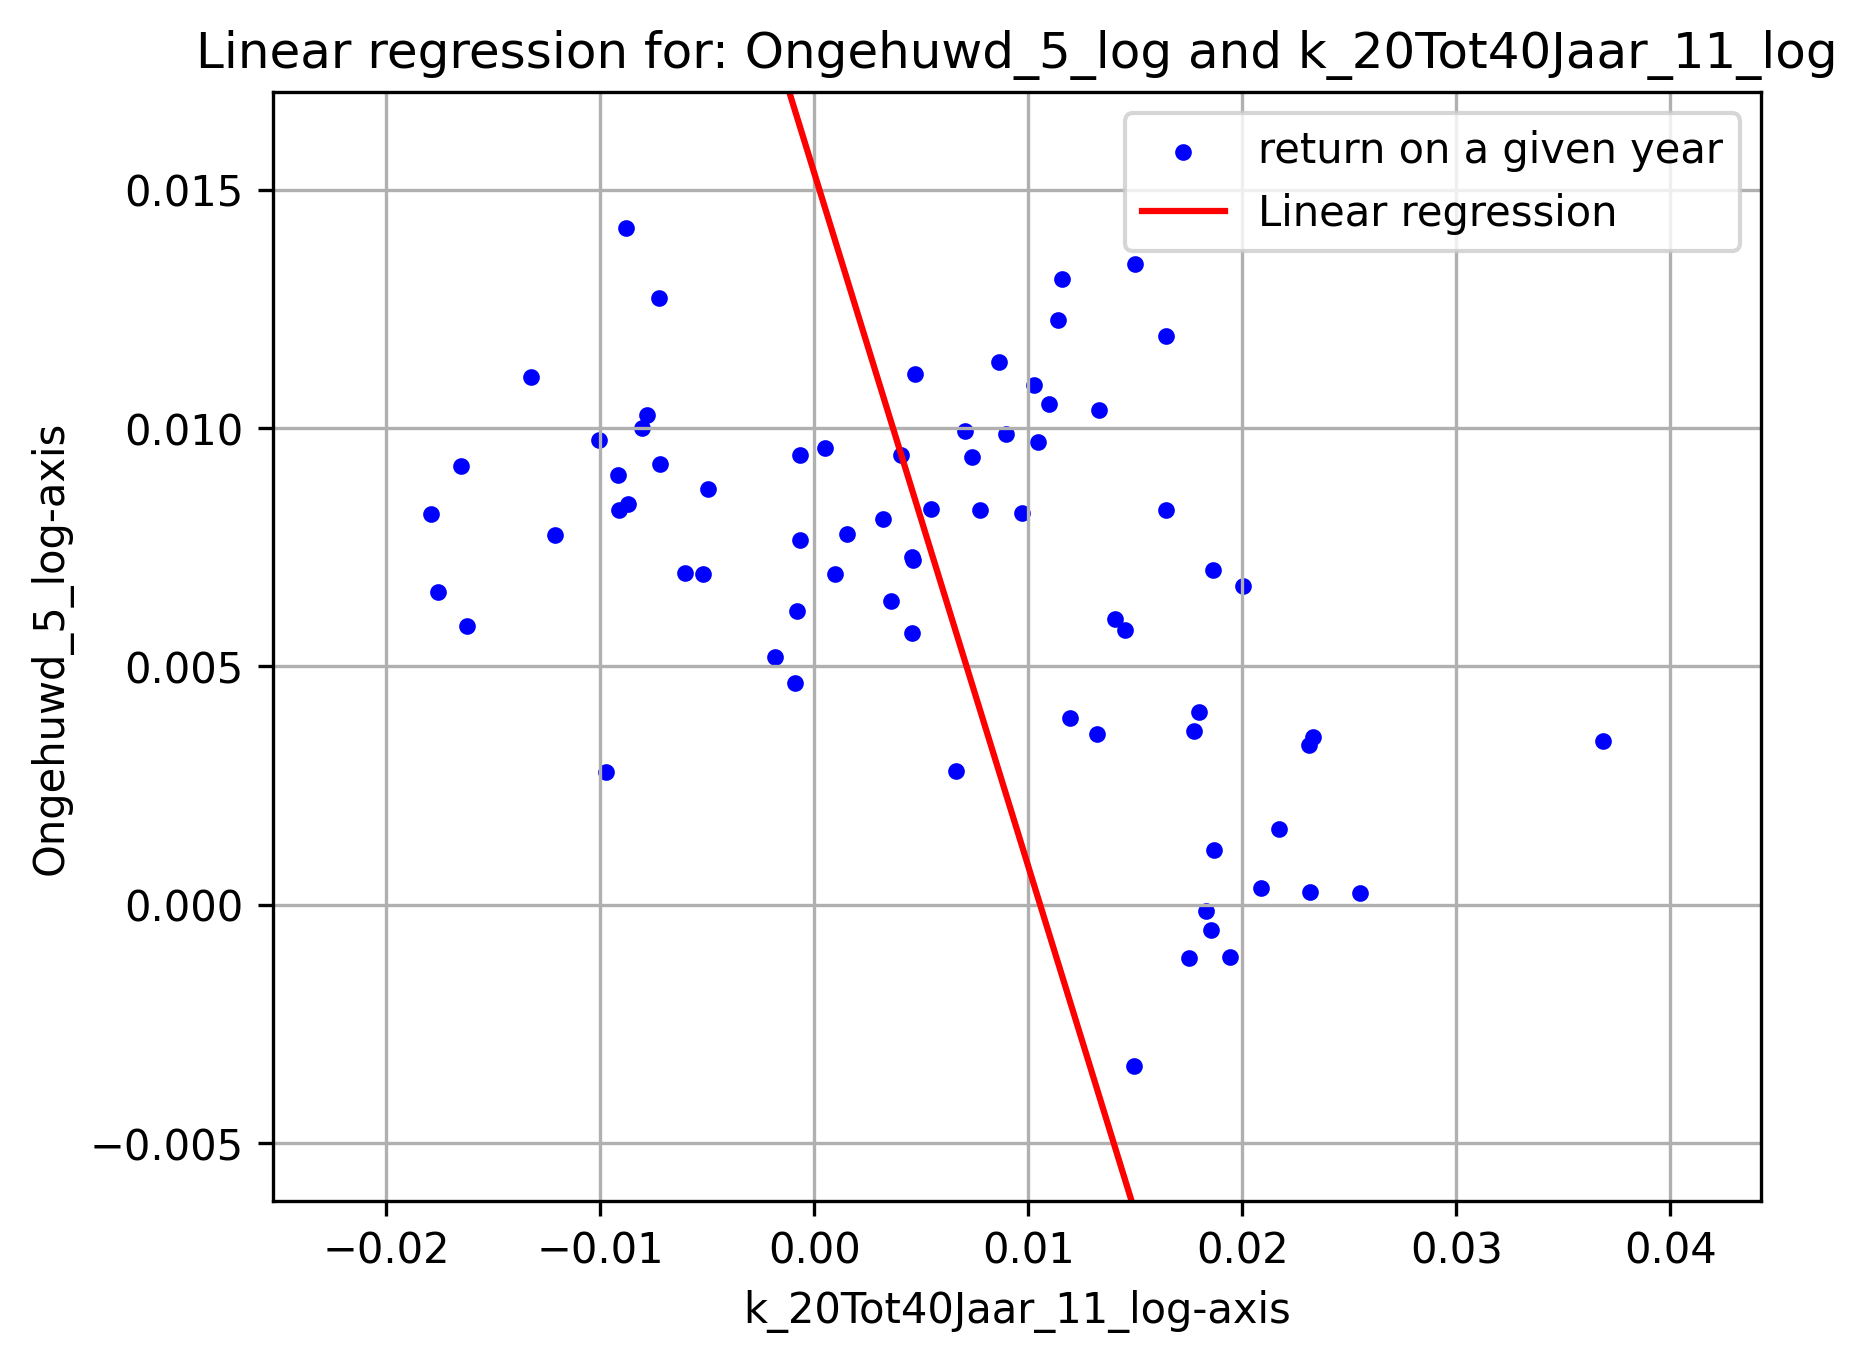 Linear regression for: Ongehuwd_5_log and k_20Tot40Jaar_11_log
return on a given year
Linear regression
0.015
0.010
0.005
0.000
−0.005
Ongehuwd_5_log-axis
−0.02 −0.01 0.00 0.01 0.02 0.03 0.04
k_20Tot40Jaar_11_log-axis